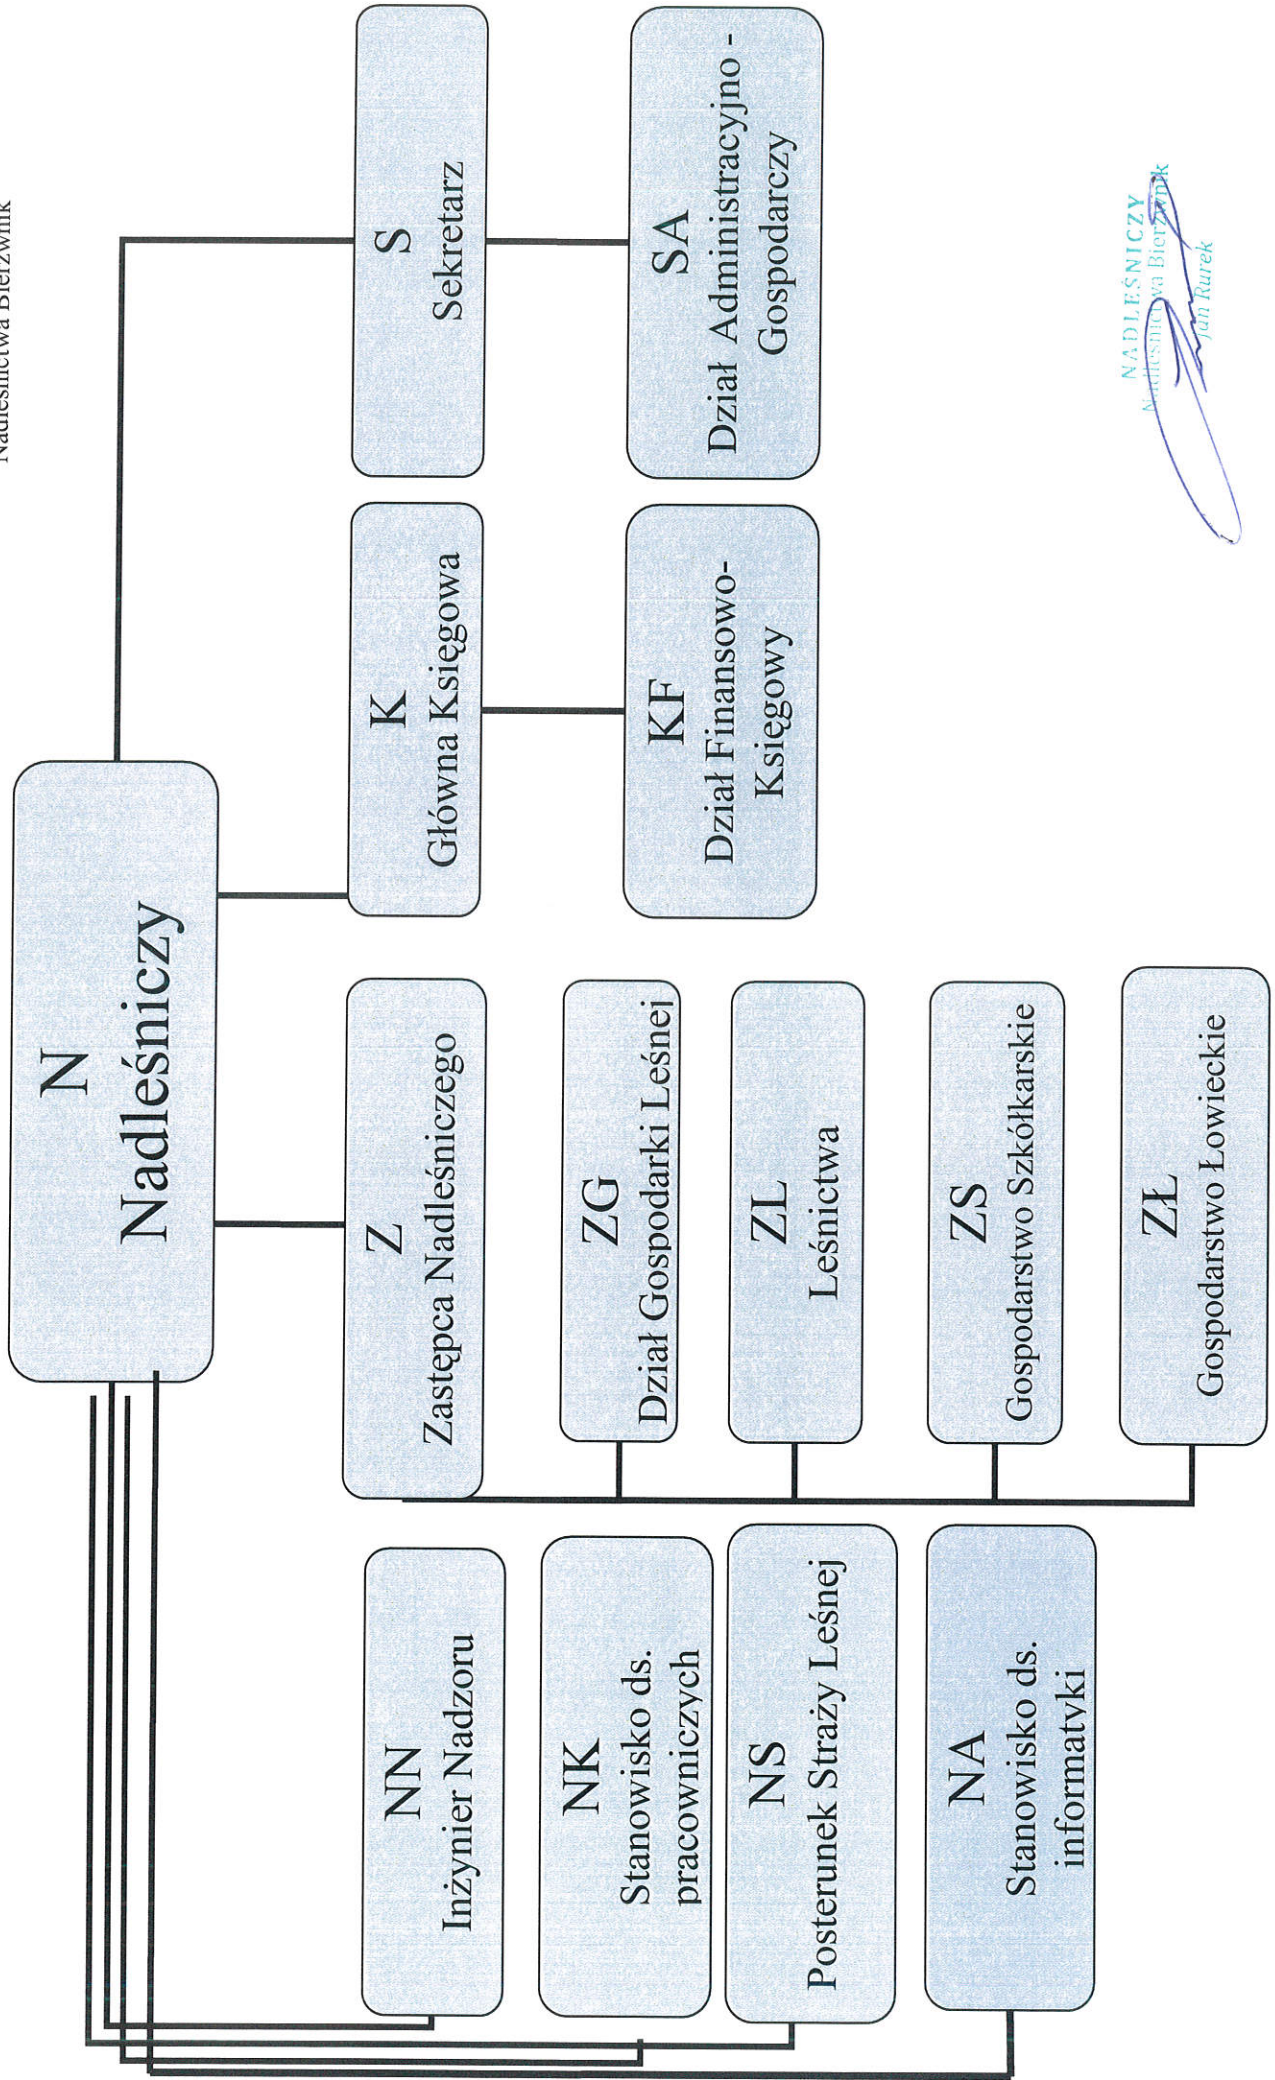 Nadleśnictwa Bierzwnik
N
Nadleśniczy
NN
Inżynier Nadzoru
NK
Stanowisko ds.
pracowniczych
NS
Posterunek Straży Leśnej
NA
Stanowisko ds.
informatyki
Z
Zastępca Nadleśniczego
ZG
Dział Gospodarki Leśnej
ZL
Leśnictwa
ZS
Gospodarstwo Szkółkarskie
ZŁ
Gospodarstwo Łowieckie
K
Główna Księgowa
KF
Dział Finansowo-
Księgowy
S
Sekretarz
SA
Dział Administracyjno -
Gospodarczy
NADLEŚNICZY
Nadleśnictwa Bierzwnik
Jan Rurek